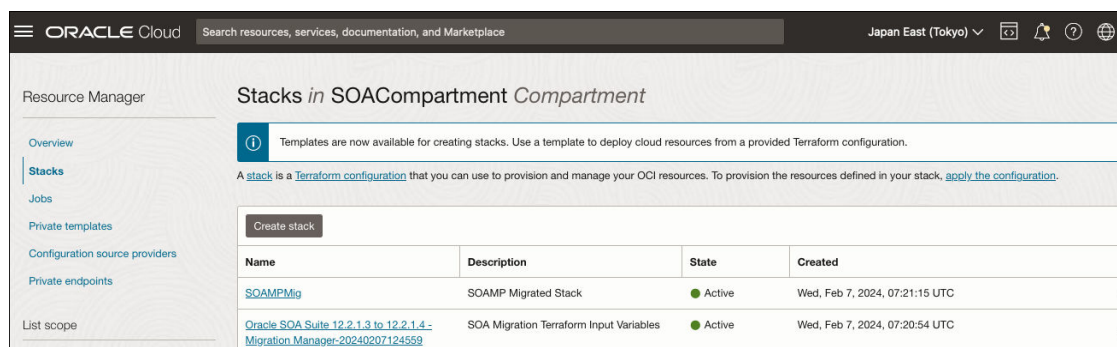 ORACLE Cloud
Search resources, services, documentation, and Marketplace
Japan East (Tokyo)
Resource Manager
Overview
Stacks
Jobs
Private templates
Configuration source providers
Private endpoints
List scope
Stacks in SOACompartment Compartment
Templates are now available for creating stacks. Use a template to deploy cloud resources from a provided Terraform configuration.
A stack is a Terraform configuration that you can use to provision and manage your OCI resources. To provision the resources defined in your stack, apply the configuration.
Create stack
Name Description State Created
SOAMPMig SOAMP Migrated Stack Active Wed, Feb 7, 2024, 07:21:15 UTC
Oracle SOA Suite 12.2.1.3 to 12.2.1.4 - SOA Migration Terraform Input Variables Active Wed, Feb 7, 2024, 07:20:54 UTC
Migration Manager-20240207124559